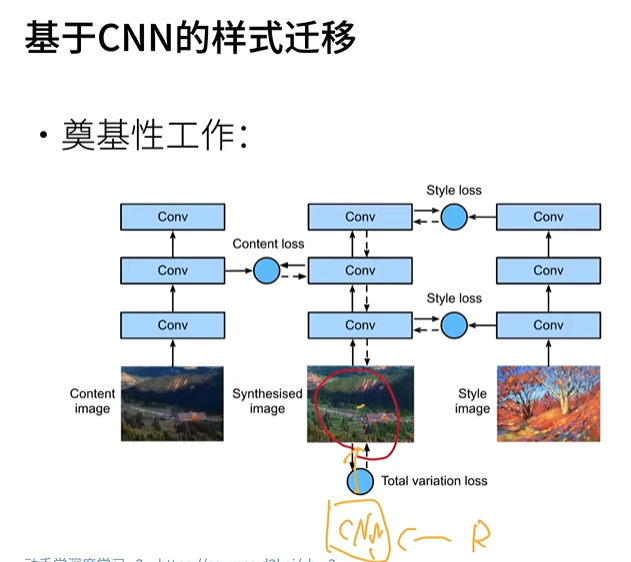 基于CNN的样式迁移
• 奠基性工作：
Style loss
Conv Conv Conv
Content loss
Conv Conv Conv
Style loss
Conv Conv Conv
Content image
Synthesised image
Style image
Total variation loss
CNN R